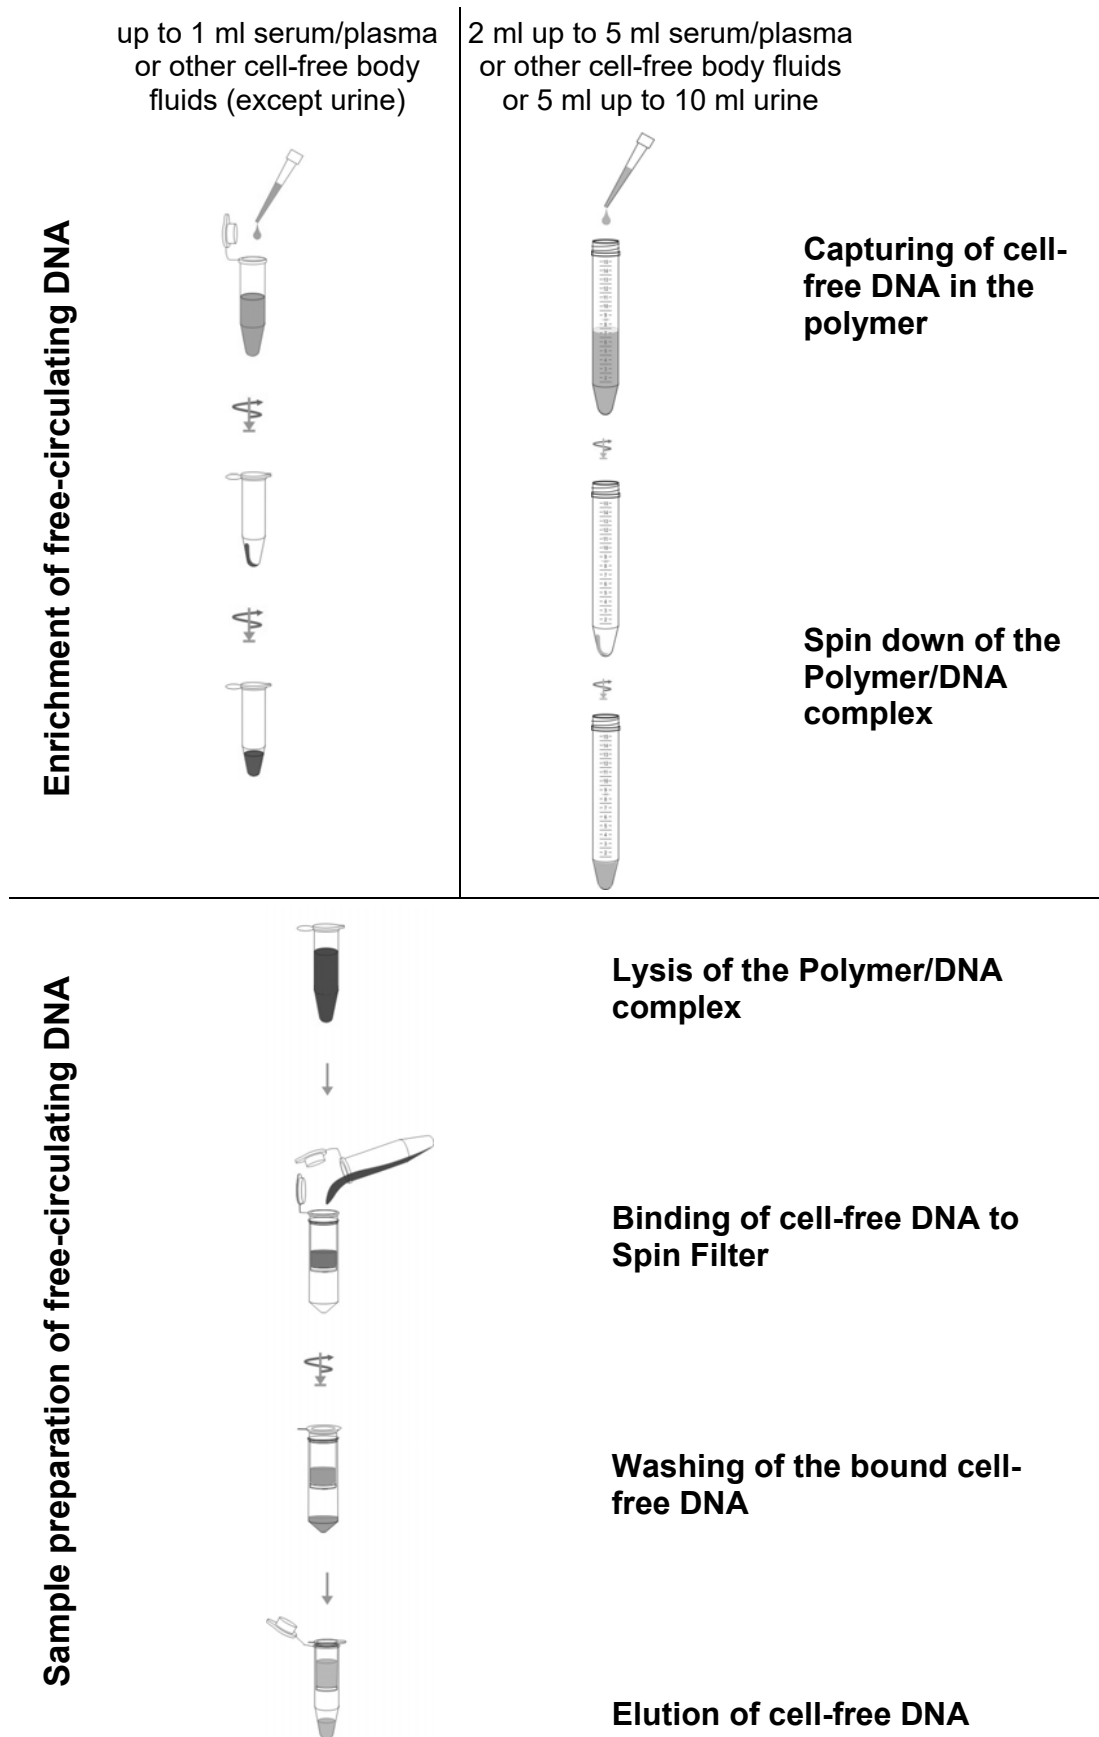 up to 1 ml serum/plasma
or other cell-free body
fluids (except urine)
2 ml up to 5 ml serum/plasma
or other cell-free body fluids
or 5 ml up to 10 ml urine
Enrichment of free-circulating DNA
Capturing of cell-
free DNA in the
polymer
Spin down of the
Polymer/DNA
complex
Sample preparation of free-circulating DNA
Lysis of the Polymer/DNA
complex
Binding of cell-free DNA to
Spin Filter
Washing of the bound cell-
free DNA
Elution of cell-free DNA